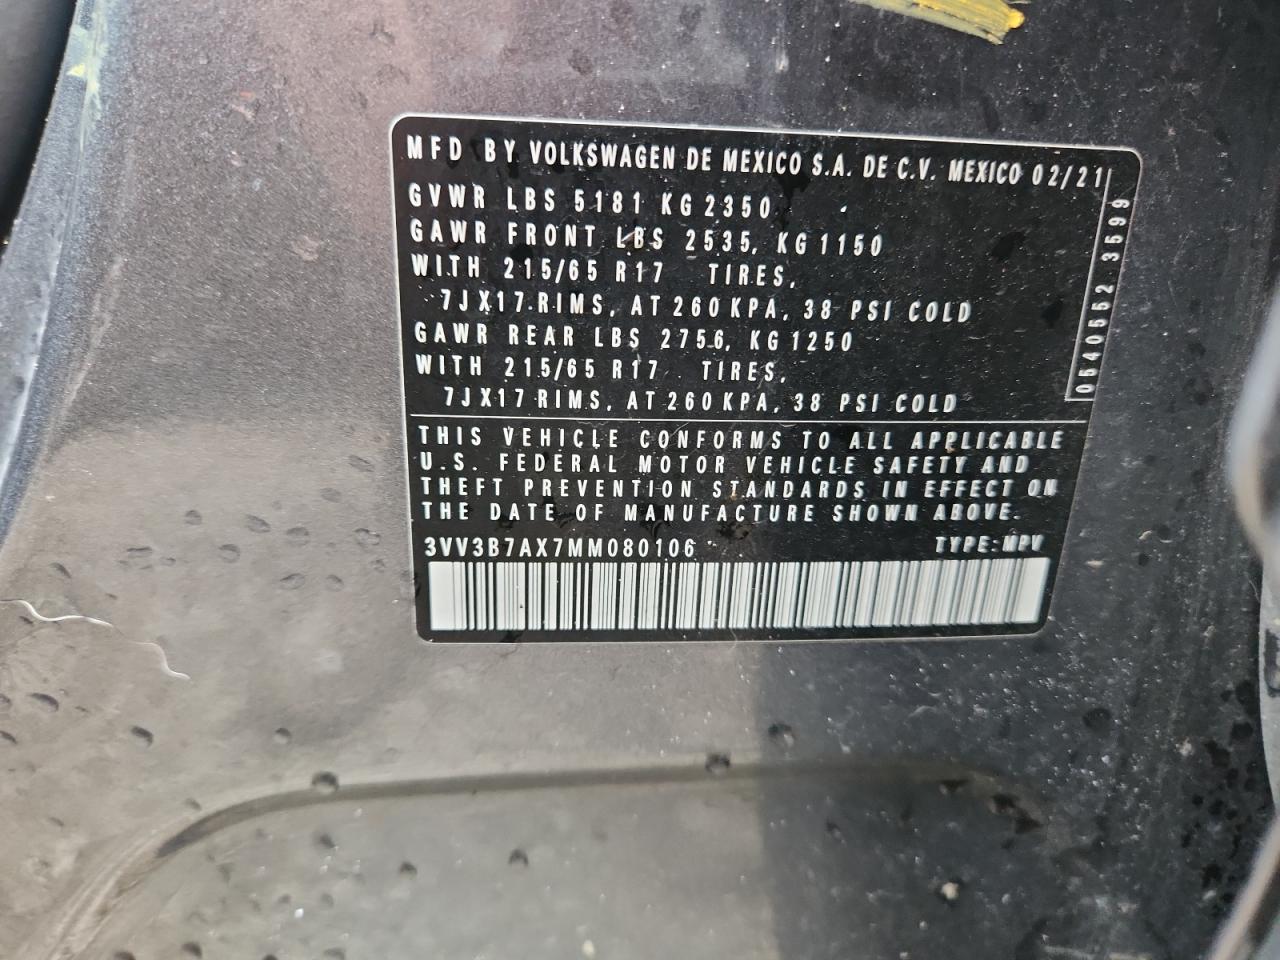 MFD BY VOLKSWAGEN DE MEXICO S.A. DE C.V. MEXICO 02/21
GVWR LBS 5181 KG 2350
GAWR FRONT LBS 2535, KG 1150
WITH 215/65 R17 TIRES,
7JX17 RIMS, AT 260 KPA, 38 PSI COLD
GAWR REAR LBS 2756, KG 1250
WITH 215/65 R17 TIRES,
7JX17 RIMS, AT 260 KPA, 38 PSI COLD
0540552 3599
THIS VEHICLE CONFORMS TO ALL APPLICABLE
U.S. FEDERAL MOTOR VEHICLE SAFETY AND
THEFT PREVENTION STANDARDS IN EFFECT ON
THE DATE OF MANUFACTURE SHOWN ABOVE.
3VV3B7AX7MM080106 TYPE: MPV